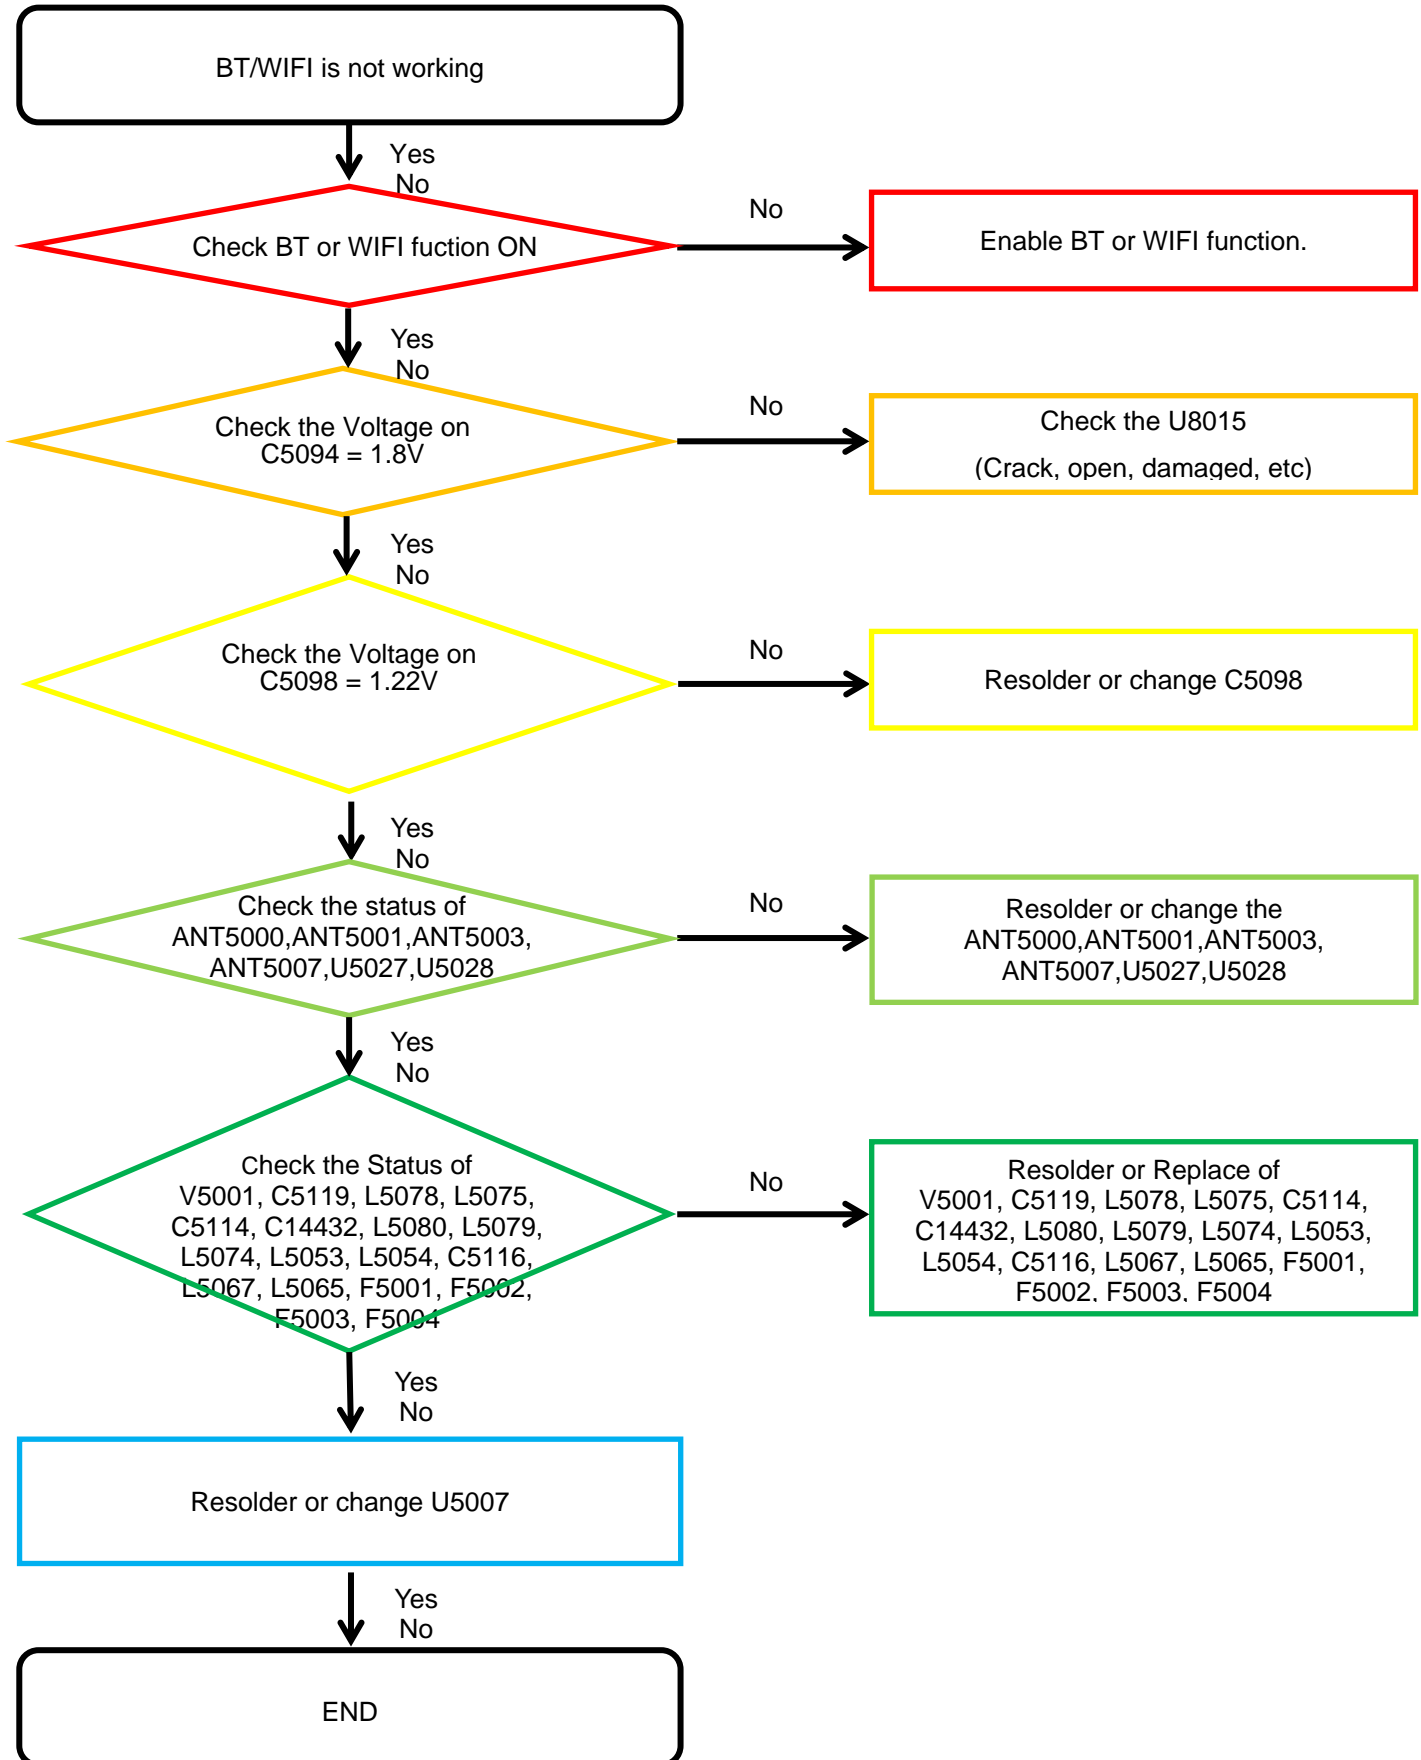 BT/WIFI is not working
Yes
No
Check BT or WIFI fuction ON
No
Enable BT or WIFI function.
Yes
No
Check the Voltage on
C5094 = 1.8V
No
Check the U8015
(Crack, open, damaged, etc)
Yes
No
Check the Voltage on
C5098 = 1.22V
No
Resolder or change C5098
Yes
No
Check the status of
ANT5000,ANT5001,ANT5003,
ANT5007,U5027,U5028
No
Resolder or change the
ANT5000,ANT5001,ANT5003,
ANT5007,U5027,U5028
Yes
No
Check the Status of
V5001, C5119, L5078, L5075,
C5114, C14432, L5080, L5079,
L5074, L5053, L5054, C5116,
L5067, L5065, F5001, F5002,
F5003, F5004
No
Resolder or Replace of
V5001, C5119, L5078, L5075, C5114,
C14432, L5080, L5079, L5074, L5053,
L5054, C5116, L5067, L5065, F5001,
F5002, F5003, F5004
Yes
No
Resolder or change U5007
Yes
No
END